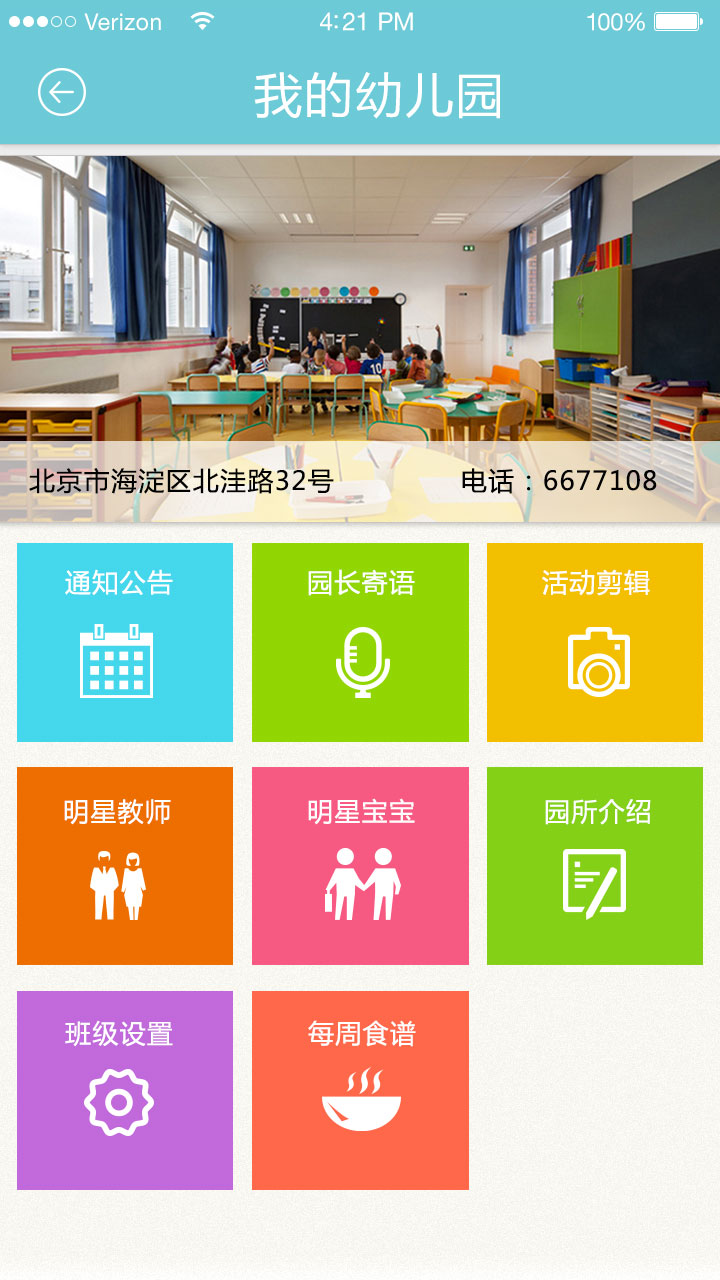 Verizon 4:21 PM 100%
我的幼儿园
10
北京市海淀区北洼路32号 电话：6677108
通知公告 园长寄语 活动剪辑
明星教师 明星宝宝 园所介绍
班级设置 每周食谱